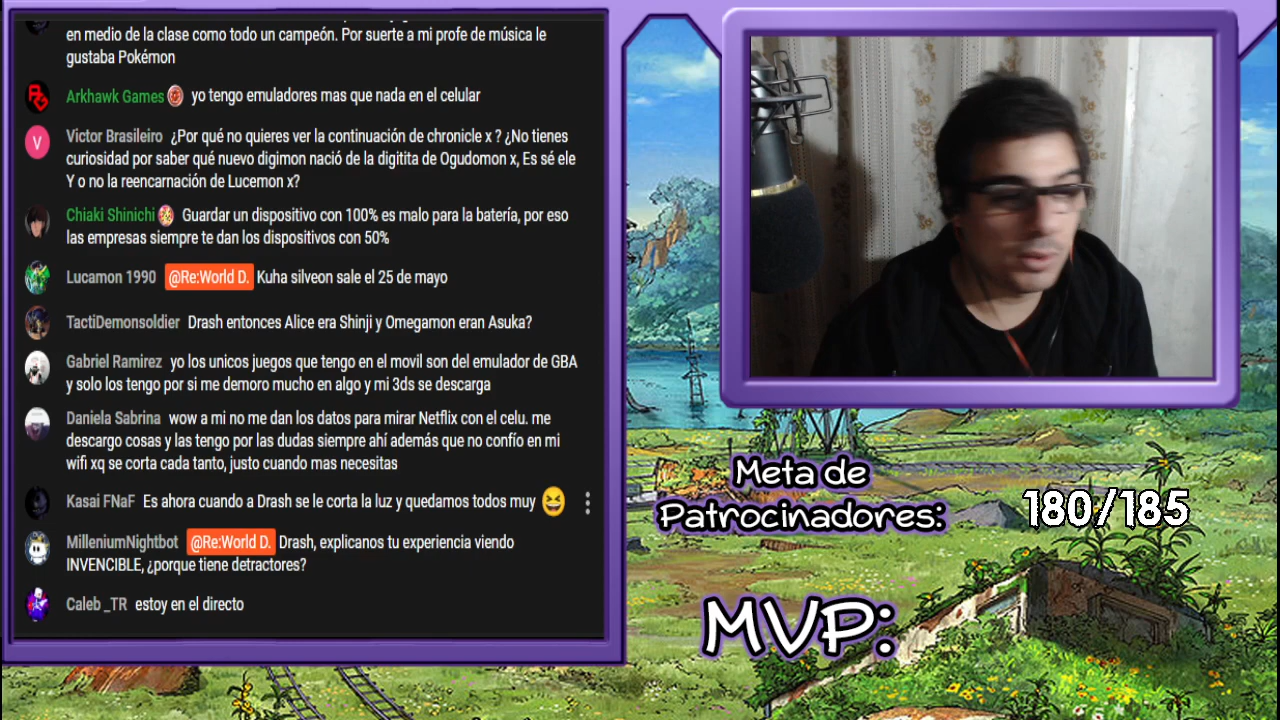 en medio de la clase como todo un campeón. Por suerte a mi profe de música le
gustaba Pokémon
Arkhawk Games yo tengo emuladores mas que nada en el celular
V
Victor Brasileiro ¿Por qué no quieres ver la continuación de chronicle x ? ¿No tienes
curiosidad por saber qué nuevo digimon nació de la digitita de Ogudomon x, Es sé ele
Y o no la reencarnación de Lucemon x?
Chiaki Shinichi Guardar un dispositivo con 100% es malo para la batería, por eso
las empresas siempre te dan los dispositivos con 50%
Lucamon 1990 @Re:World D. Kuha silveon sale el 25 de mayo
TactiDemonsoldier Drash entonces Alice era Shinji y Omegamon eran Asuka?
Gabriel Ramirez yo los unicos juegos que tengo en el movil son del emulador de GBA
y solo los tengo por si me demoro mucho en algo y mi 3ds se descarga
Daniela Sabrina wow a mi no me dan los datos para mirar Netflix con el celu. me
descargo cosas y las tengo por las dudas siempre ahí además que no confío en mi
wifi xq se corta cada tanto, justo cuando mas necesitas
Kasai FNaF Es ahora cuando a Drash se le corta la luz y quedamos todos muy 😆
MilleniumNightbot @Re:World D. Drash, explicanos tu experiencia viendo
INVENCIBLE, ¿porque tiene detractores?
Caleb _TR estoy en el directo
Meta de
Patrocinadores: 180/185
MVP: